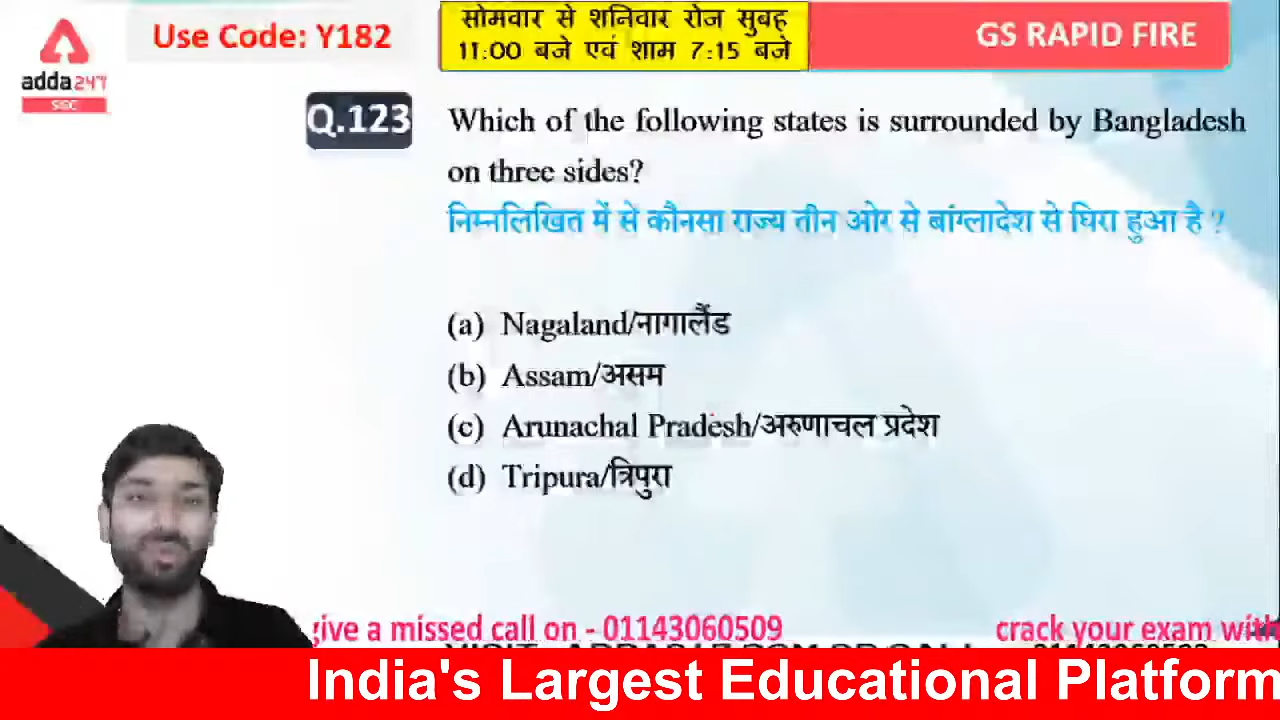 adda247
SSC
Use Code: Y182
सोमवार से शनिवार रोज सुबह
11:00 बजे एवं शाम 7:15 बजे
GS RAPID FIRE
Q.123
Which of the following states is surrounded by Bangladesh
on three sides?
निम्नलिखित में से कौनसा राज्य तीन ओर से बांग्लादेश से घिरा हुआ है ?
(a) Nagaland/नागालैंड
(b) Assam/असम
(c) Arunachal Pradesh/अरुणाचल प्रदेश
(d) Tripura/त्रिपुरा
give a missed call on - 01143060509
crack your exam with
India's Largest Educational Platform